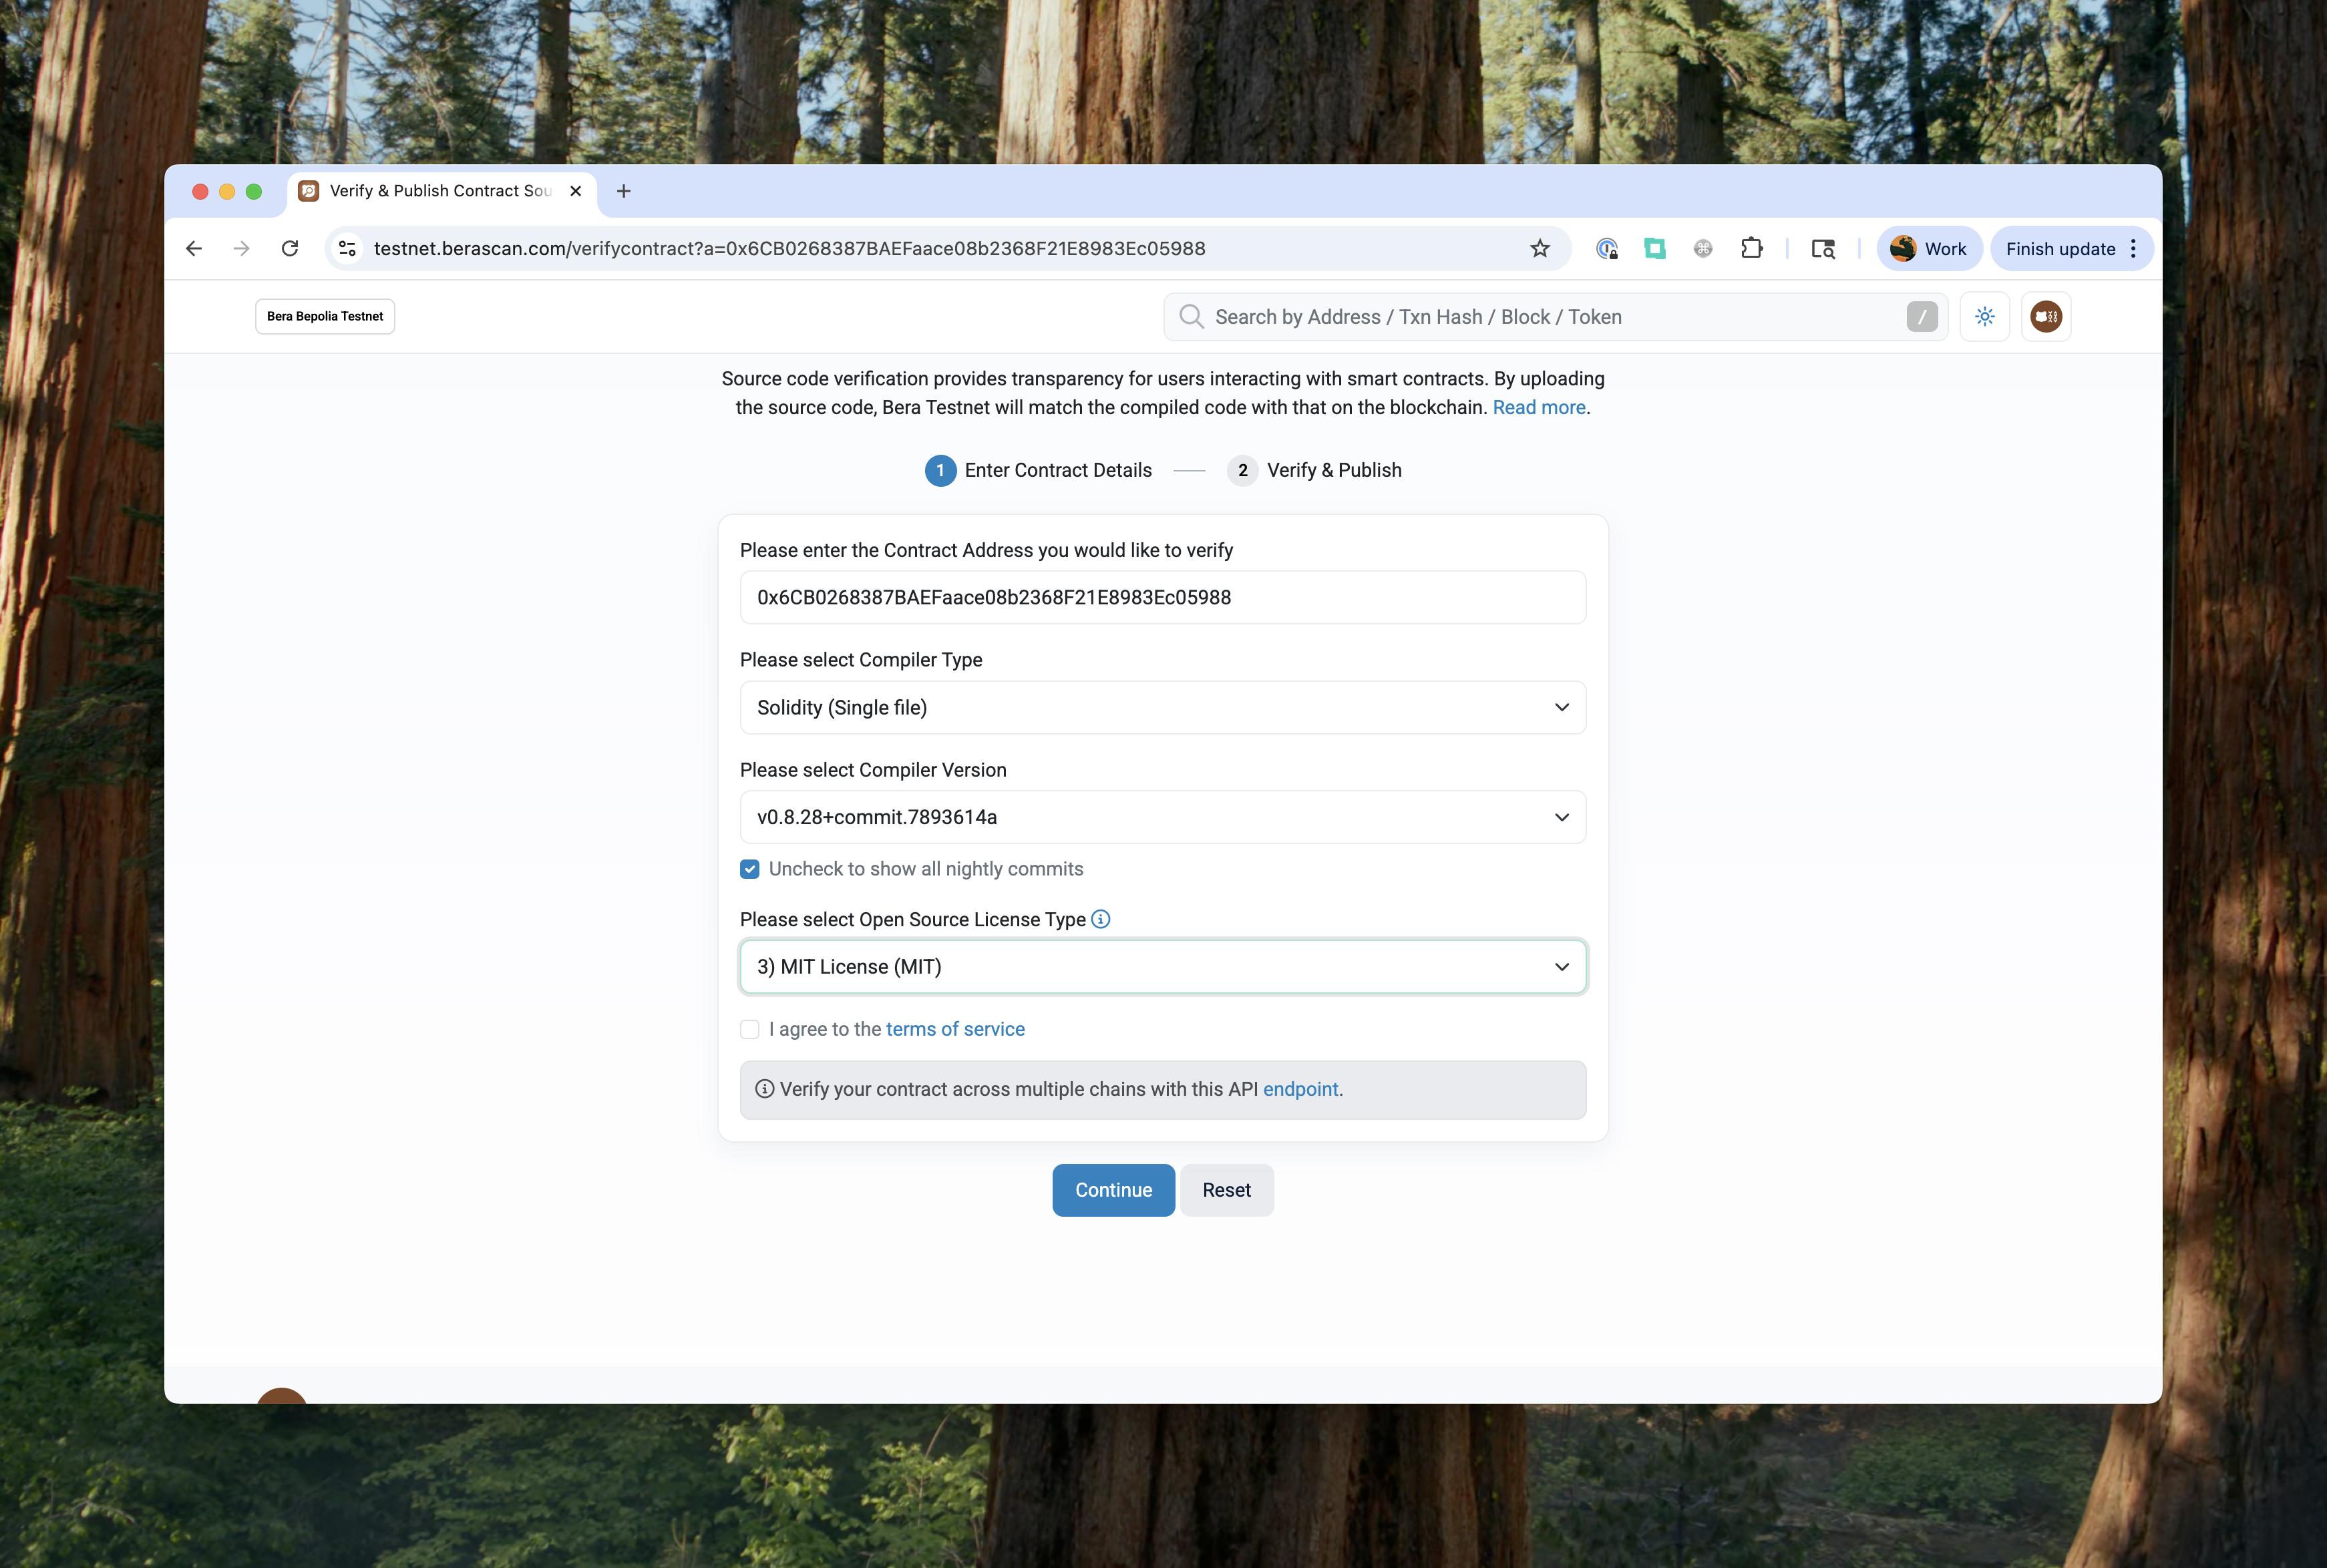 Verify & Publish Contract Sou
testnet.berascan.com/verifycontract?a=0x6CB0268387BAEFaace08b2368F21E8983Ec05988
Work
Finish update
Bera Bepolia Testnet
Search by Address / Txn Hash / Block / Token
/
Source code verification provides transparency for users interacting with smart contracts. By uploading
the source code, Bera Testnet will match the compiled code with that on the blockchain. Read more.
1 Enter Contract Details
2 Verify & Publish
Please enter the Contract Address you would like to verify
0x6CB0268387BAEFaace08b2368F21E8983Ec05988
Please select Compiler Type
Solidity (Single file)
Please select Compiler Version
v0.8.28+commit.7893614a
Uncheck to show all nightly commits
Please select Open Source License Type
3) MIT License (MIT)
I agree to the terms of service
Verify your contract across multiple chains with this API endpoint.
Continue
Reset